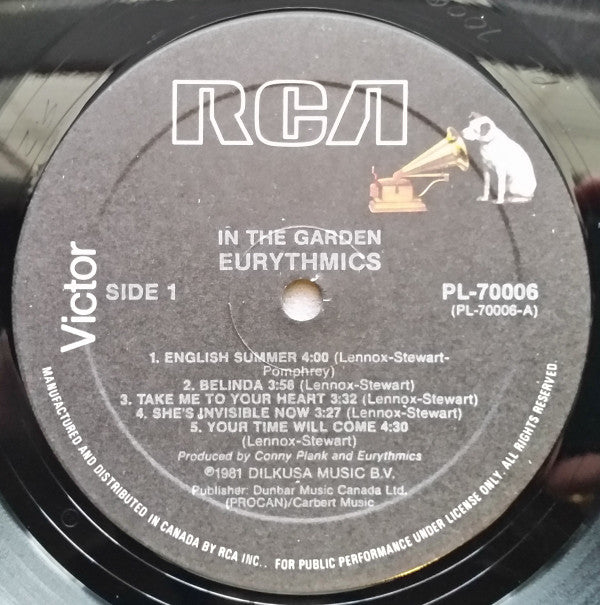 RCA
IN THE GARDEN
EURYTHMICS
Victor
SIDE 1
PL-70006
(PL-70006-A)
1. ENGLISH SUMMER 4:00 (Lennox-Stewart-
Pomphrey)
2. BELINDA 3:56 (Lennox-Stewart)
3. TAKE ME TO YOUR HEART 3:32 (Lennox-Stewart)
4. SHE'S INVISIBLE NOW 3:27 (Lennox-Stewart)
5. YOUR TIME WILL COME 4:30
(Lennox-Stewart)
Produced by Conny Plank and Eurythmics
©1981 DILKUSA MUSIC B.V.
Publisher: Dunbar Music Canada Ltd.
(PROCAN)/Carbert Music
MANUFACTURED AND DISTRIBUTED IN CANADA BY RCA INC.. FOR PUBLIC PERFORMANCE UNDER LICENSE ONLY. ALL RIGHTS RESERVED.